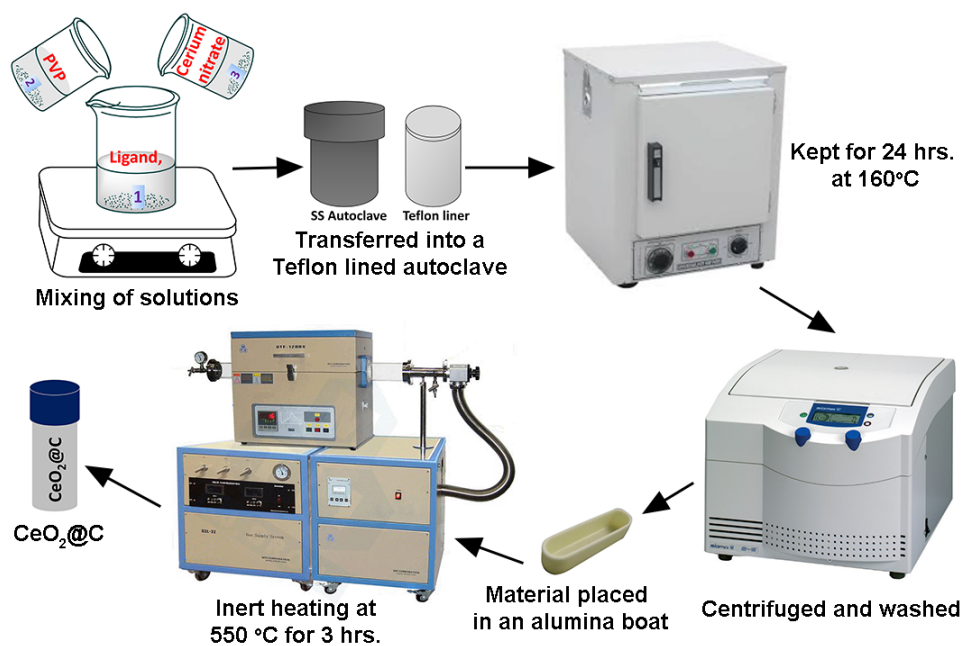 PVP
2
Cerium
nitrate
3
Ligand,
1
Mixing of solutions
SS Autoclave
Teflon liner
Transferred into a
Teflon lined autoclave
Kept for 24 hrs.
at 160°C
Centrifuged and washed
Material placed
in an alumina boat
Inert heating at
550 °C for 3 hrs.
CeO₂@C
CeO₂@C